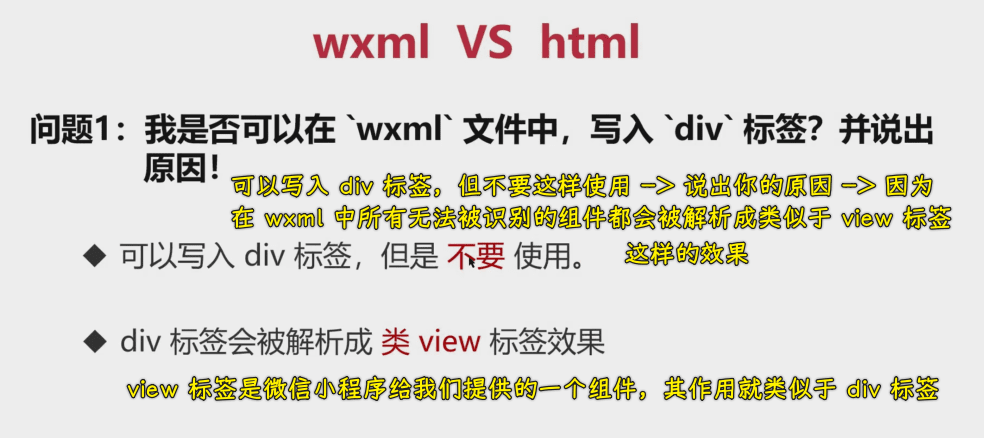 wxml VS html
问题1：我是否可以在 `wxml` 文件中，写入 `div` 标签？并说出
原因！
可以写入 div 标签，但不要这样使用 -> 说出你的原因 -> 因为
在 wxml 中所有无法被识别的组件都会被解析成类似于 view 标签
这样的效果
◆ 可以写入 div 标签，但是 不要 使用。
◆ div 标签会被解析成 类 view 标签效果
view 标签是微信小程序给我们提供的一个组件，其作用就类似于 div 标签